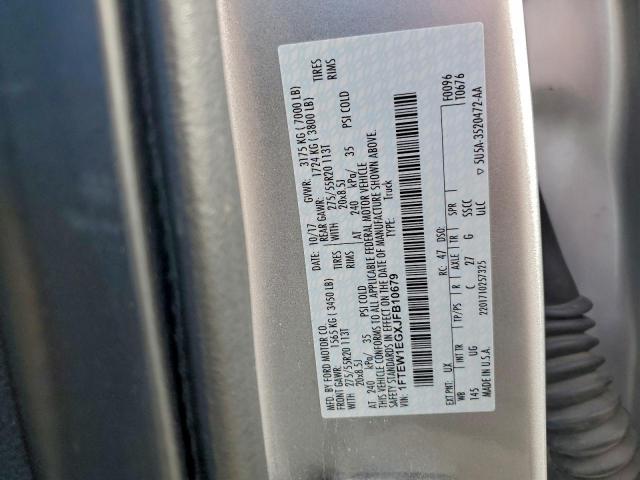 MFD. BY FORD MOTOR CO.
DATE: 10/17 GVWR: 3175 KG ( 7000 LB)
FRONT GAWR: 1565 KG ( 3450 LB) REAR GAWR: 1724 KG ( 3800 LB)
WITH 275/55R20 113T TIRES WITH 275/55R20 113T TIRES
20x8.5J RIMS 20x8.5J RIMS
AT 240 kPa/ 35 PSI COLD AT 240 kPa/ 35 PSI COLD
THIS VEHICLE CONFORMS TO ALL APPLICABLE FEDERAL MOTOR VEHICLE
SAFETY STANDARDS IN EFFECT ON THE DATE OF MANUFACTURE SHOWN ABOVE.
VIN: 1FTEW1EGXJFB10679 TYPE: Truck
F0096
T0676
EXT PNT: UX RC: 47 DSO:
WB INTR TP/PS R AXLE TR SPR
145 UG C 27 G SSCC
MADE IN U.S.A. 2201710257325 ULC
▽ 5U5A-3520472-AA